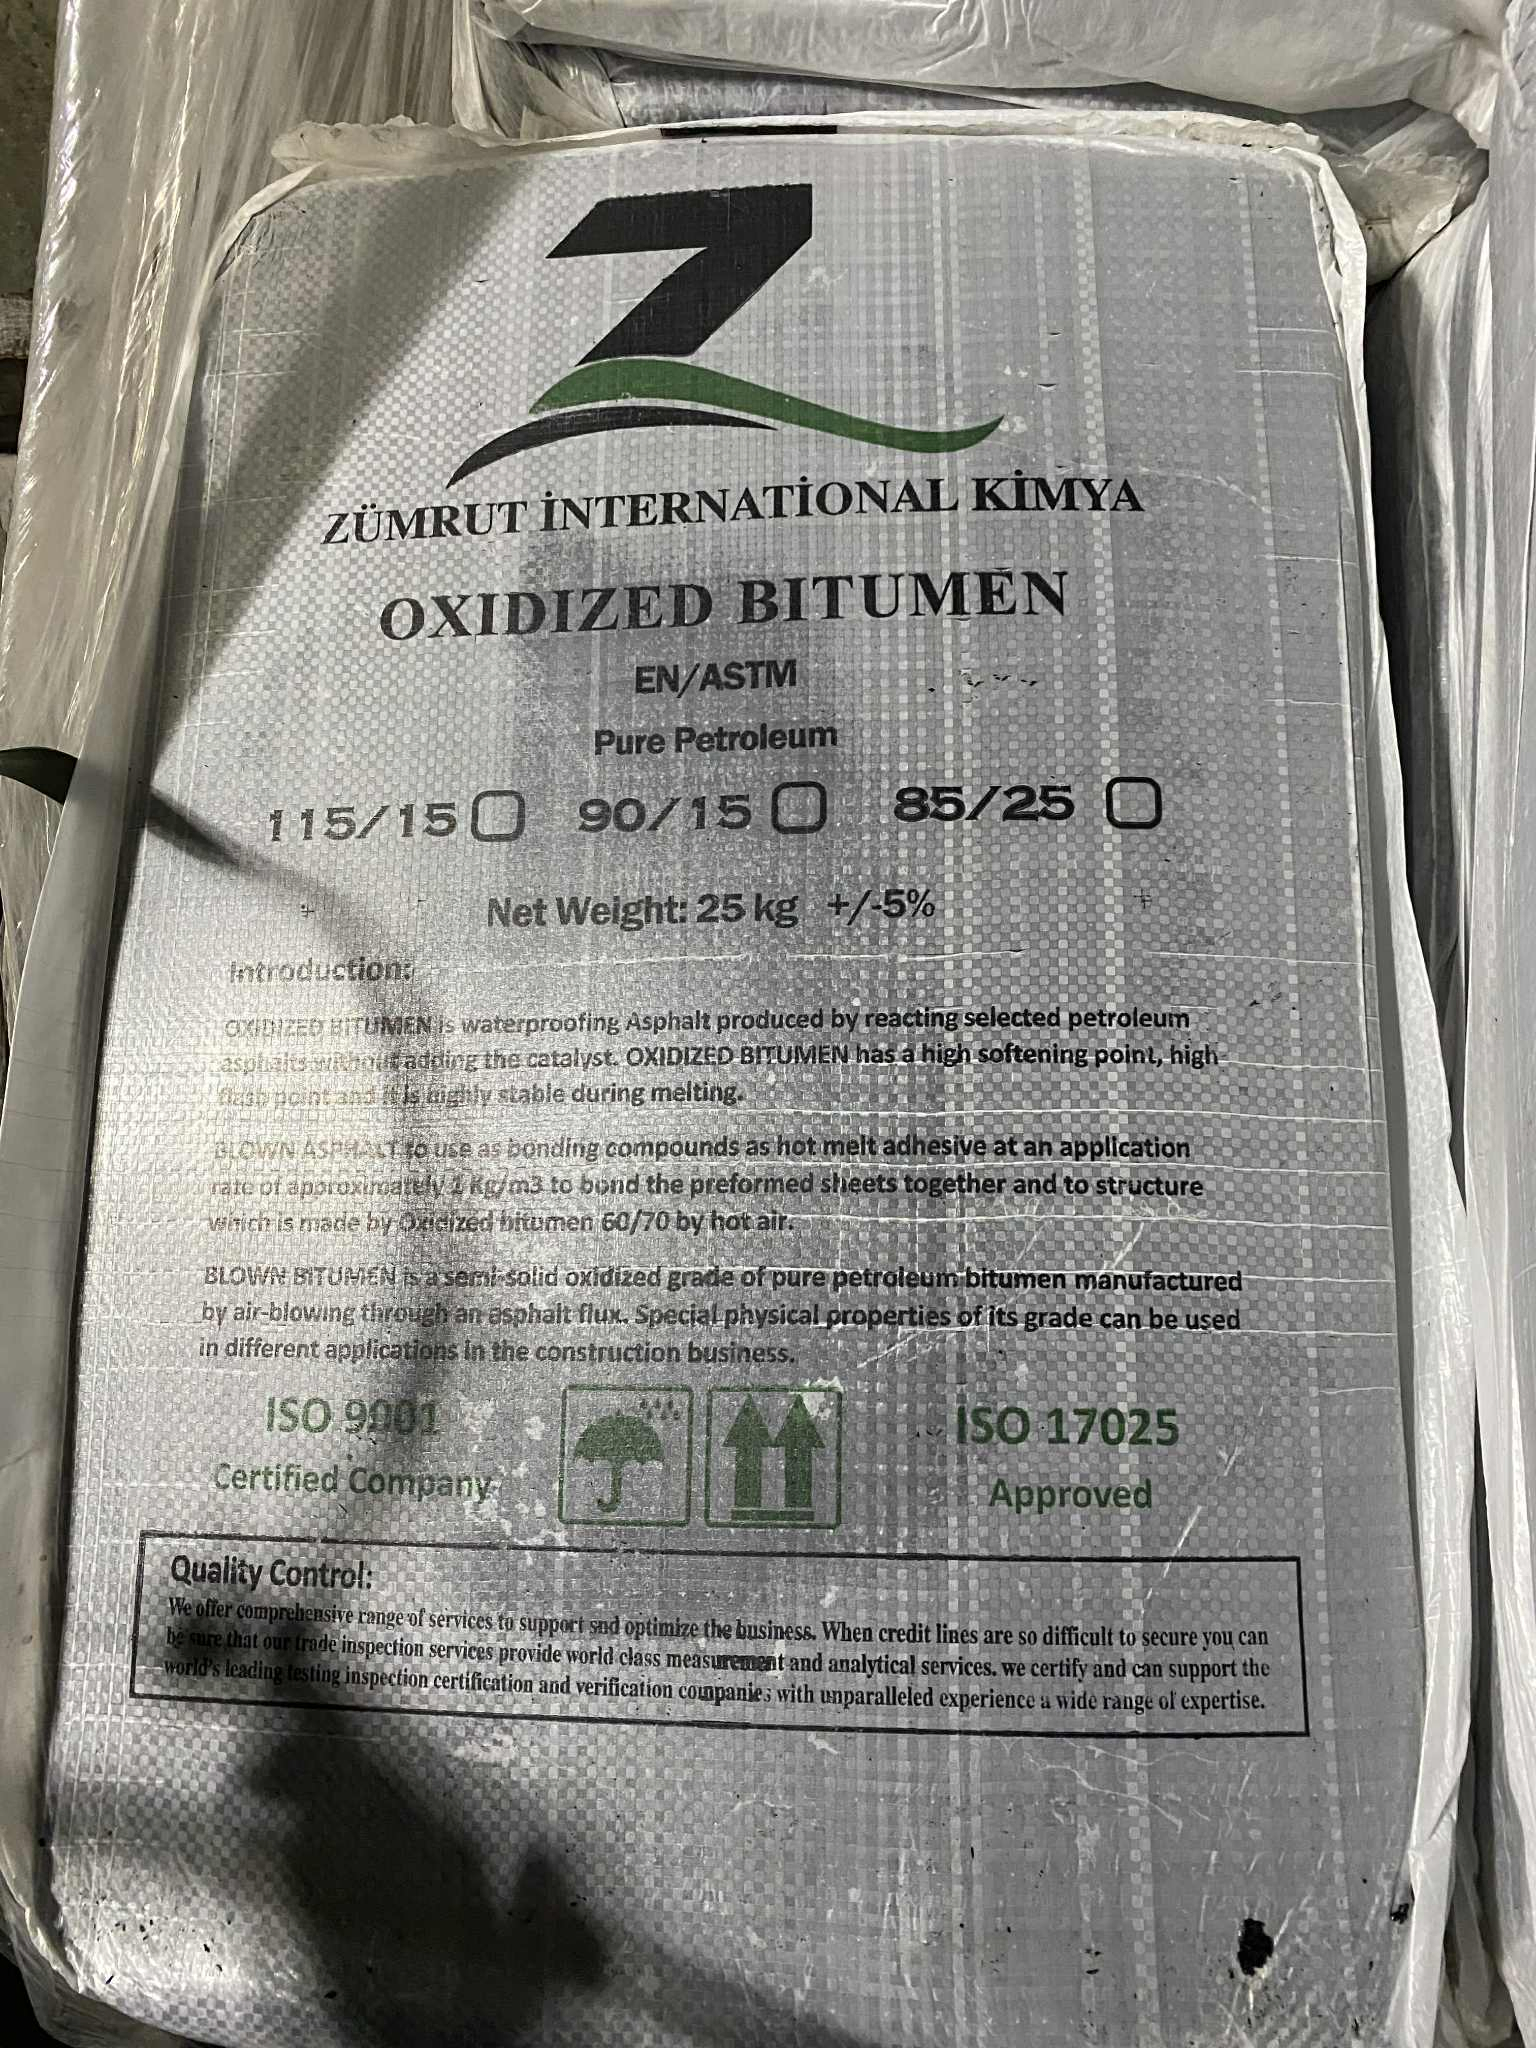 Z
ZÜMRUT İNTERNATİONAL KİMYA
OXIDIZED BITUMEN
EN/ASTM
Pure Petroleum
115/15 90/15 85/25
Net Weight: 25 kg +/-5%
Introduction:
OXIDIZED BITUMEN is waterproofing Asphalt produced by reacting selected petroleum
asphalts without adding the catalyst. OXIDIZED BITUMEN has a high softening point, high
flash point and it is highly stable during melting.
BLOWN ASPHALT to use as bonding compounds as hot melt adhesive at an application
rate of approximately 1 Kg/m3 to bond the preformed sheets together and to structure
which is made by Oxidized bitumen 60/70 by hot air.
BLOWN BITUMEN is a semi-solid oxidized grade of pure petroleum bitumen manufactured
by air-blowing through an asphalt flux. Special physical properties of its grade can be used
in different applications in the construction business.
ISO 9001
Certified Company
ISO 17025
Approved
Quality Control:
We offer comprehensive range of services to support snd optimize the business. When credit lines are so difficult to secure you can
be sure that our trade inspection services provide world class measurement and analytical services. we certify and can support the
world's leading testing inspection certification and verification companies with unparalleled experience a wide range of expertise.